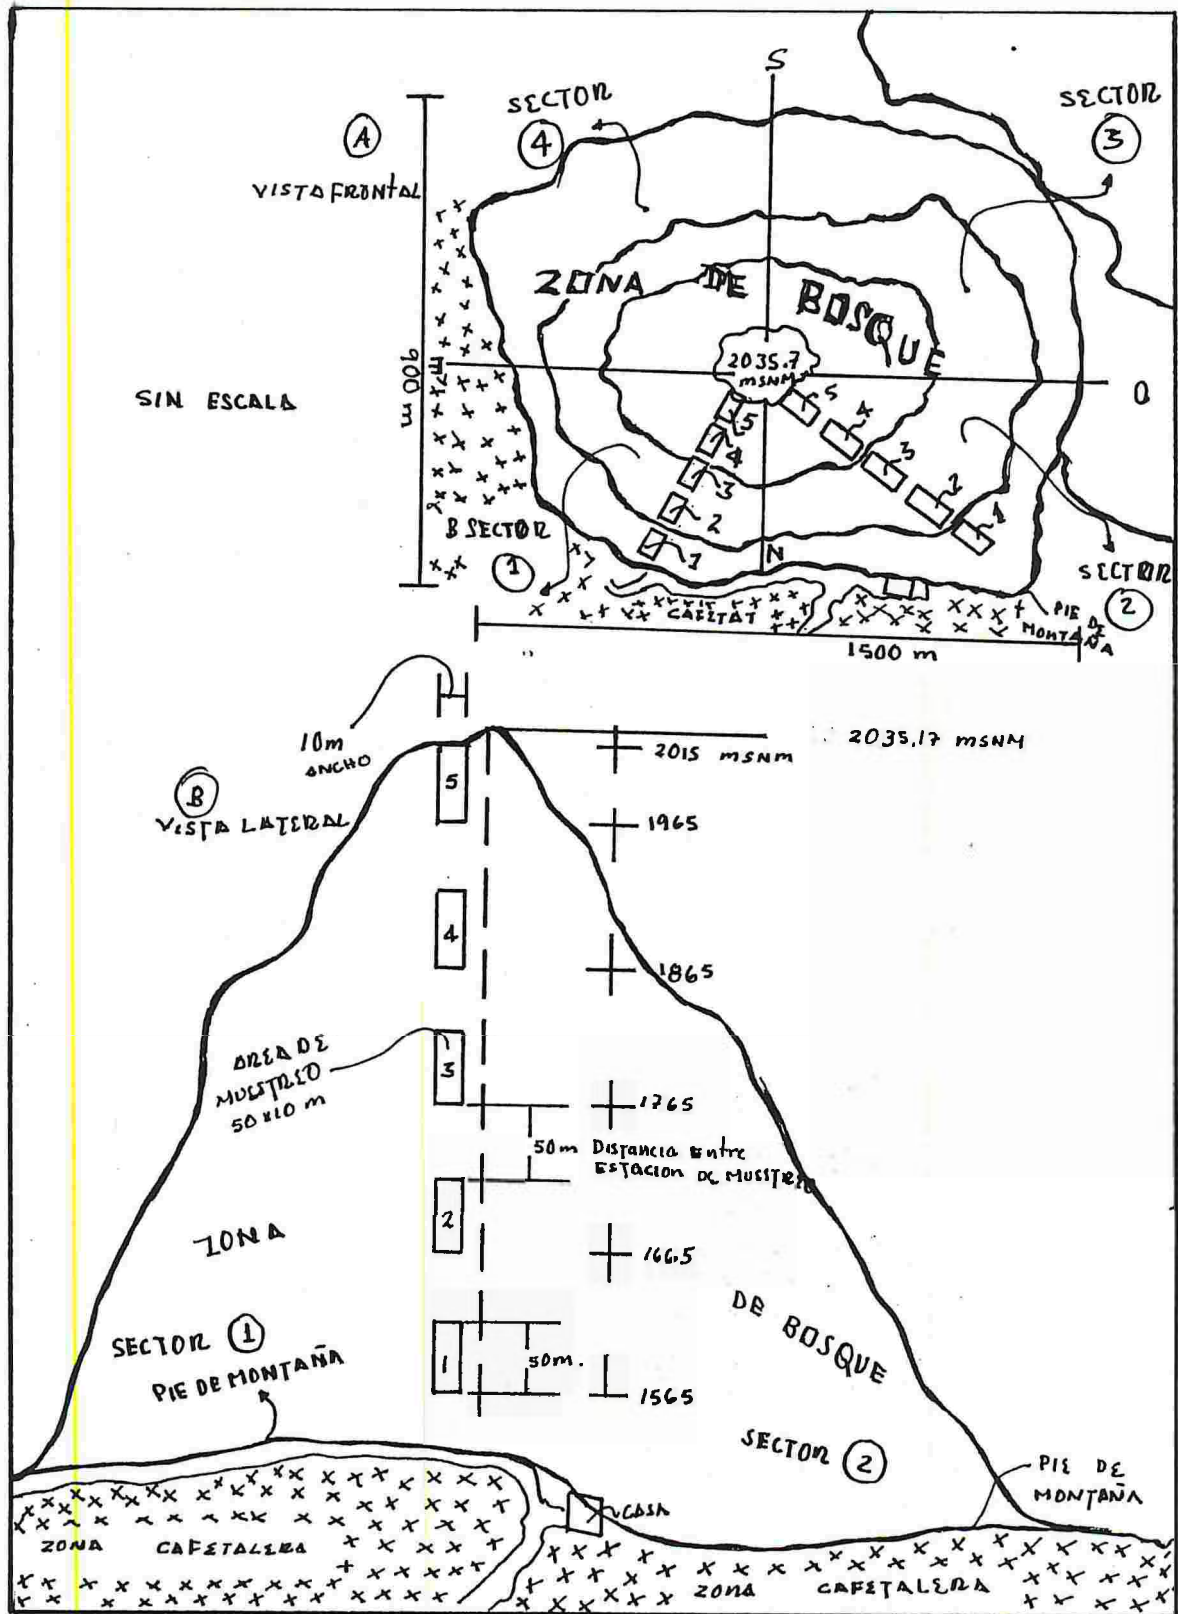 S
SECTOR
4
SECTOR
3
A
VISTA FRONTAL
ZONA DE BOSQUE
2035.7
MSNM
900 m
E
O
SIN ESCALA
5
4
3
2
1
5
4
3
2
1
B SECTOR
1
N
SECTROR
2
CAFETAT
PIE DE
MONTAÑA
1500 m
10m
ANCHO
2035.17 MSNM
2015 MSNM
B
VISTA LATERAL
5
1965
4
1865
AREA DE
MUESTREO
50x10 m
3
1765
50m DISTANCIA Entre
ESTACION DE MUESTREO
2
166.5
ZONA
DE BOSQUE
SECTOR 1
PIE DE MONTAÑA
1
50m.
1565
SECTOR 2
PIE DE
MONTAÑA
CASA
ZONA CAFETALERA
ZONA CAFETALERA